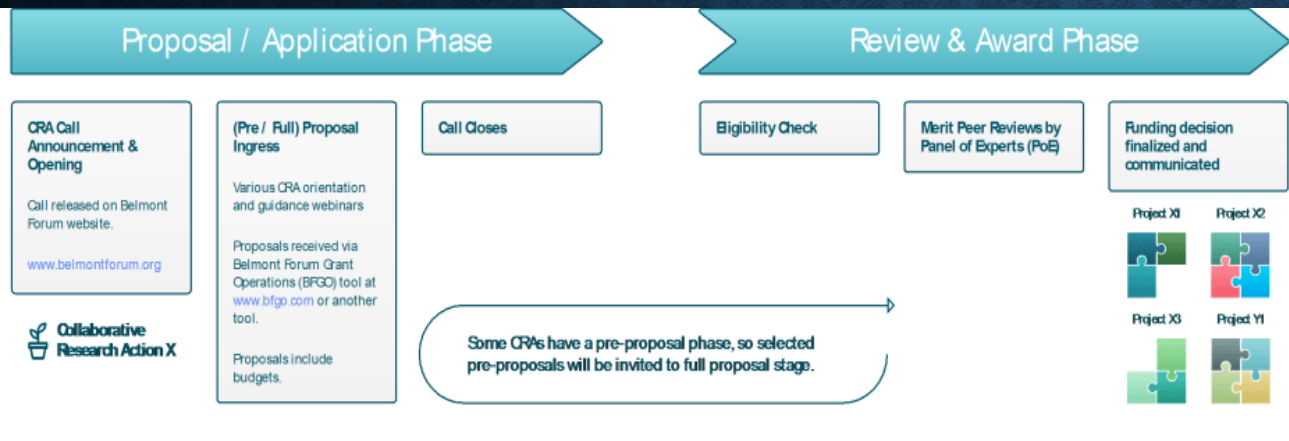 Proposal / Application Phase
Review & Award Phase
CRA Call
Announcement &
Opening
Call released on Belmont
Forum website.
www.belmontforum.org
Collaborative
Research Action X
(Pre / Full) Proposal
Ingress
Various CRA orientation
and guidance webinars
Proposals received via
Belmont Forum Grant
Operations (BFGO) tool at
www.bfgo.com or another
tool.
Proposals include
budgets.
Call Closes
Some CRAs have a pre-proposal phase, so selected
pre-proposals will be invited to full proposal stage.
Eligibility Check
Merit Peer Reviews by
Panel of Experts (PoE)
Funding decision
finalized and
communicated
Project X1
Project X2
Project X3
Project Y1